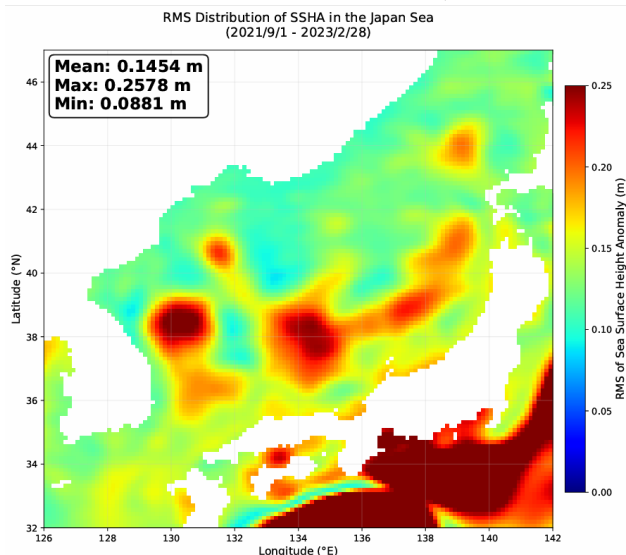 RMS Distribution of SSHA in the Japan Sea
(2021/9/1 - 2023/2/28)
Mean: 0.1454 m
Max: 0.2578 m
Min: 0.0881 m
46
44
42
40
38
36
34
32
Latitude (°N)
126 128 130 132 134 136 138 140 142
Longitude (°E)
0.25
0.20
0.15
0.10
0.05
0.00
RMS of Sea Surface Height Anomaly (m)